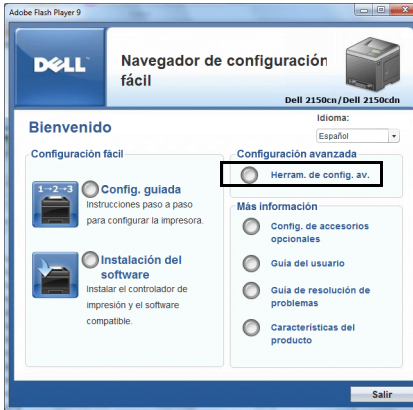 Adobe Flash Player 9
DELL
Navegador de configuración
fácil
Dell 2150cn/Dell 2150cdn
Idioma:
Español
Bienvenido
Configuración fácil
1→2→3
Config. guiada
Instrucciones paso a paso
para configurar la impresora.
Instalación del
software
Instalar el controlador de
impresión y el software
compatible.
Configuración avanzada
Herram. de config. av.
Más información
Config. de accesorios
opcionales
Guía del usuario
Guía de resolución de
problemas
Características del
producto
Salir